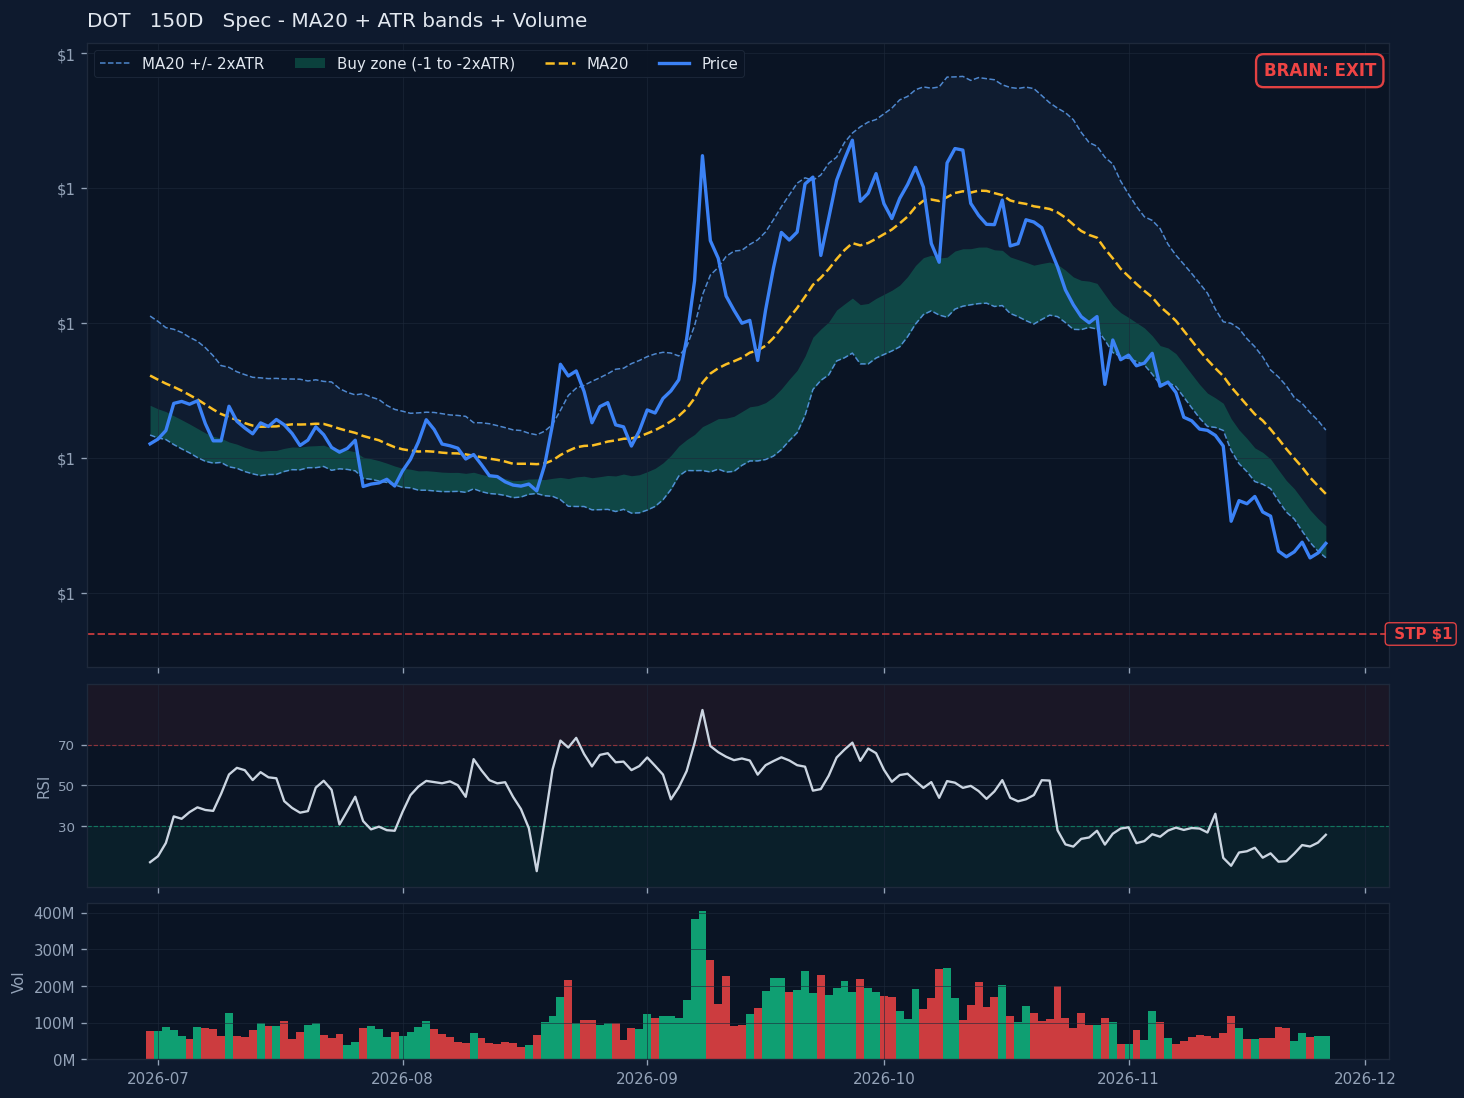 DOT   150D   Spec - MA20 + ATR bands + Volume
MA20 +/- 2xATR   Buy zone (-1 to -2xATR)   MA20   Price
BRAIN: EXIT
$1
$1
$1
$1
$1
STP $1
RSI
70
50
30
Vol
400M
300M
200M
100M
0M
2026-07   2026-08   2026-09   2026-10   2026-11   2026-12